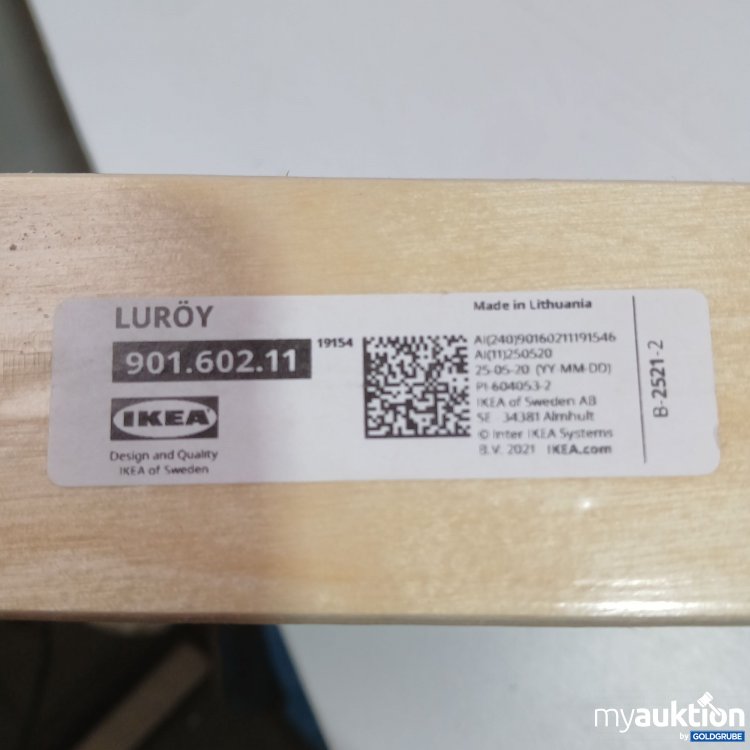 LURÖY
901.602.11
19154
IKEA
Design and Quality
IKEA of Sweden
Made in Lithuania
AI(240)90160211191546
AI(11)250520
25-05-20 (YY-MM-DD)
PI-604053-2
IKEA of Sweden AB
SE - 34381 Älmhult
© Inter IKEA Systems
B.V. 2021 IKEA.com
B-2521-2
myauktion
by GOLDGRUBE